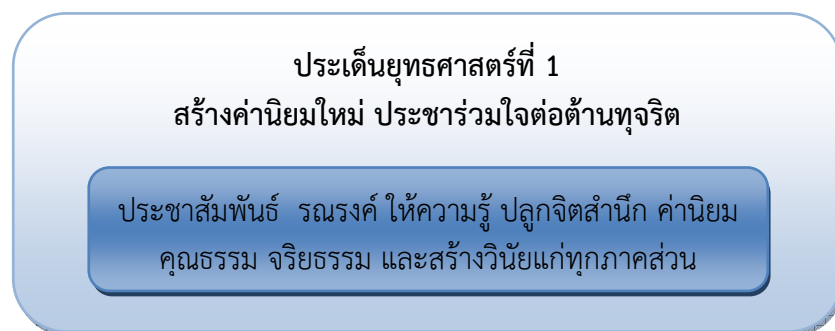 ประเด็นยุทธศาสตร์ที่ 1
สร้างค่านิยมใหม่ ประชาร่วมใจต่อต้านทุจริต
ประชาสัมพันธ์ รณรงค์ ให้ความรู้ ปลูกจิตสำนึก ค่านิยม
คุณธรรม จริยธรรม และสร้างวินัยแก่ทุกภาคส่วน